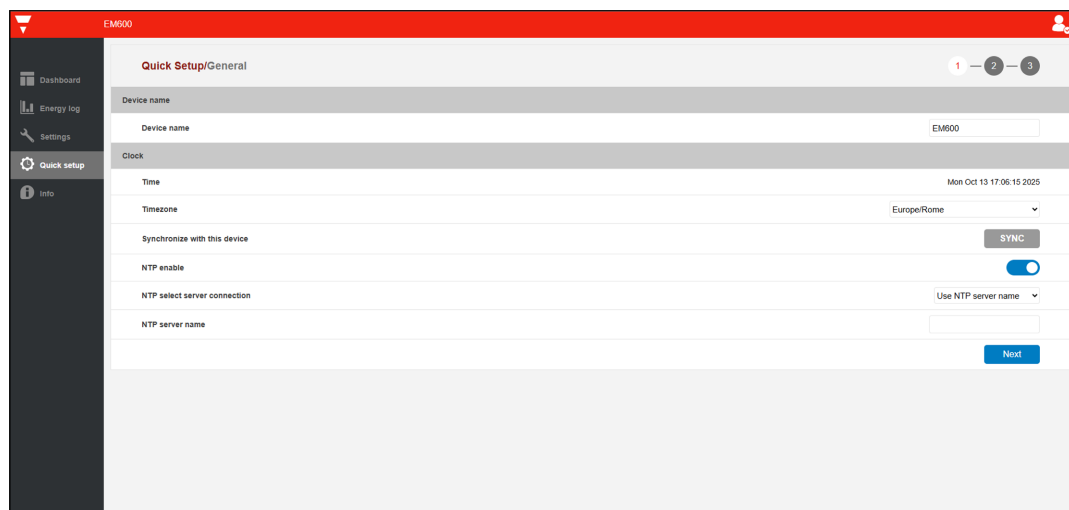 EM600
Quick Setup/General
1 — 2 — 3
Dashboard
Energy log
Settings
Quick setup
Info
Device name
Device name EM600
Clock
Time Mon Oct 13 17:06:15 2025
Timezone Europe/Rome
Synchronize with this device SYNC
NTP enable
NTP select server connection Use NTP server name
NTP server name
Next